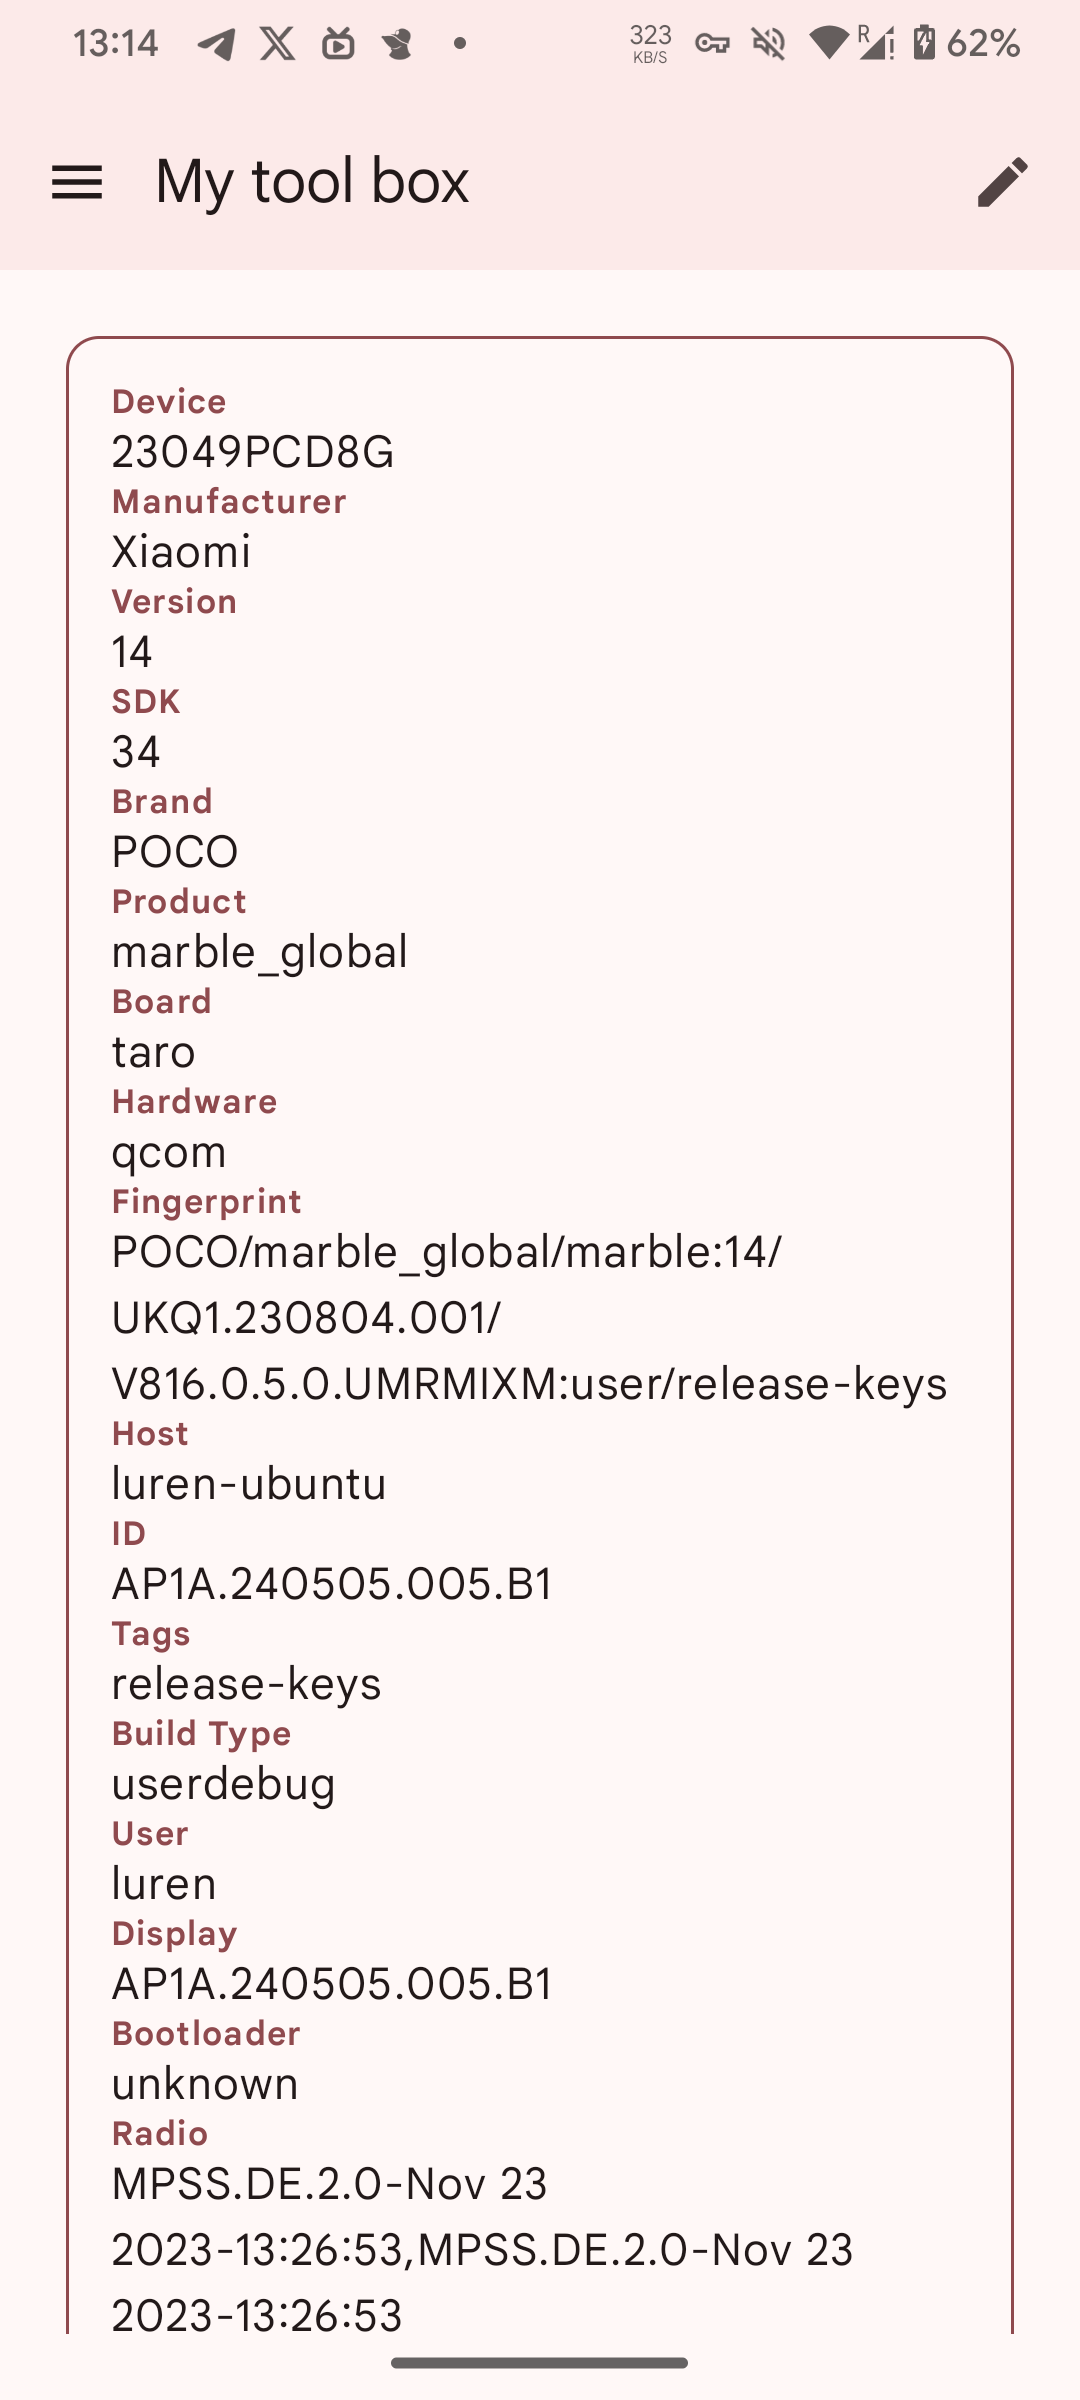 13:14
323
KB/S
R
62%
My tool box
Device
23049PCD8G
Manufacturer
Xiaomi
Version
14
SDK
34
Brand
POCO
Product
marble_global
Board
taro
Hardware
qcom
Fingerprint
POCO/marble_global/marble:14/
UKQ1.230804.001/
V816.0.5.0.UMRMIXM:user/release-keys
Host
luren-ubuntu
ID
AP1A.240505.005.B1
Tags
release-keys
Build Type
userdebug
User
luren
Display
AP1A.240505.005.B1
Bootloader
unknown
Radio
MPSS.DE.2.0-Nov 23
2023-13:26:53,MPSS.DE.2.0-Nov 23
2023-13:26:53